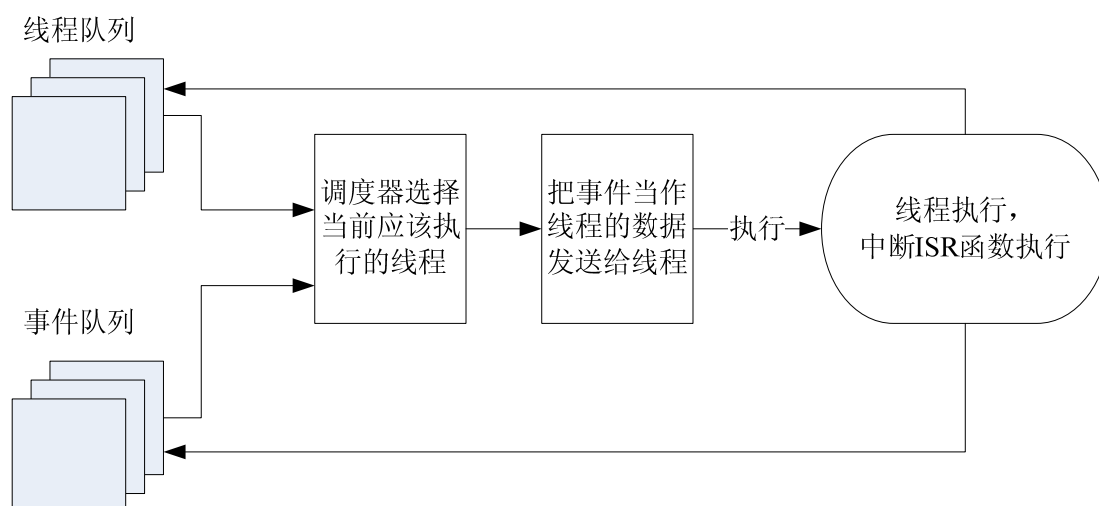 线程队列
调度器选择
当前应该执
行的线程
把事件当作
线程的数据
发送给线程
执行
线程执行，
中断ISR函数执行
事件队列